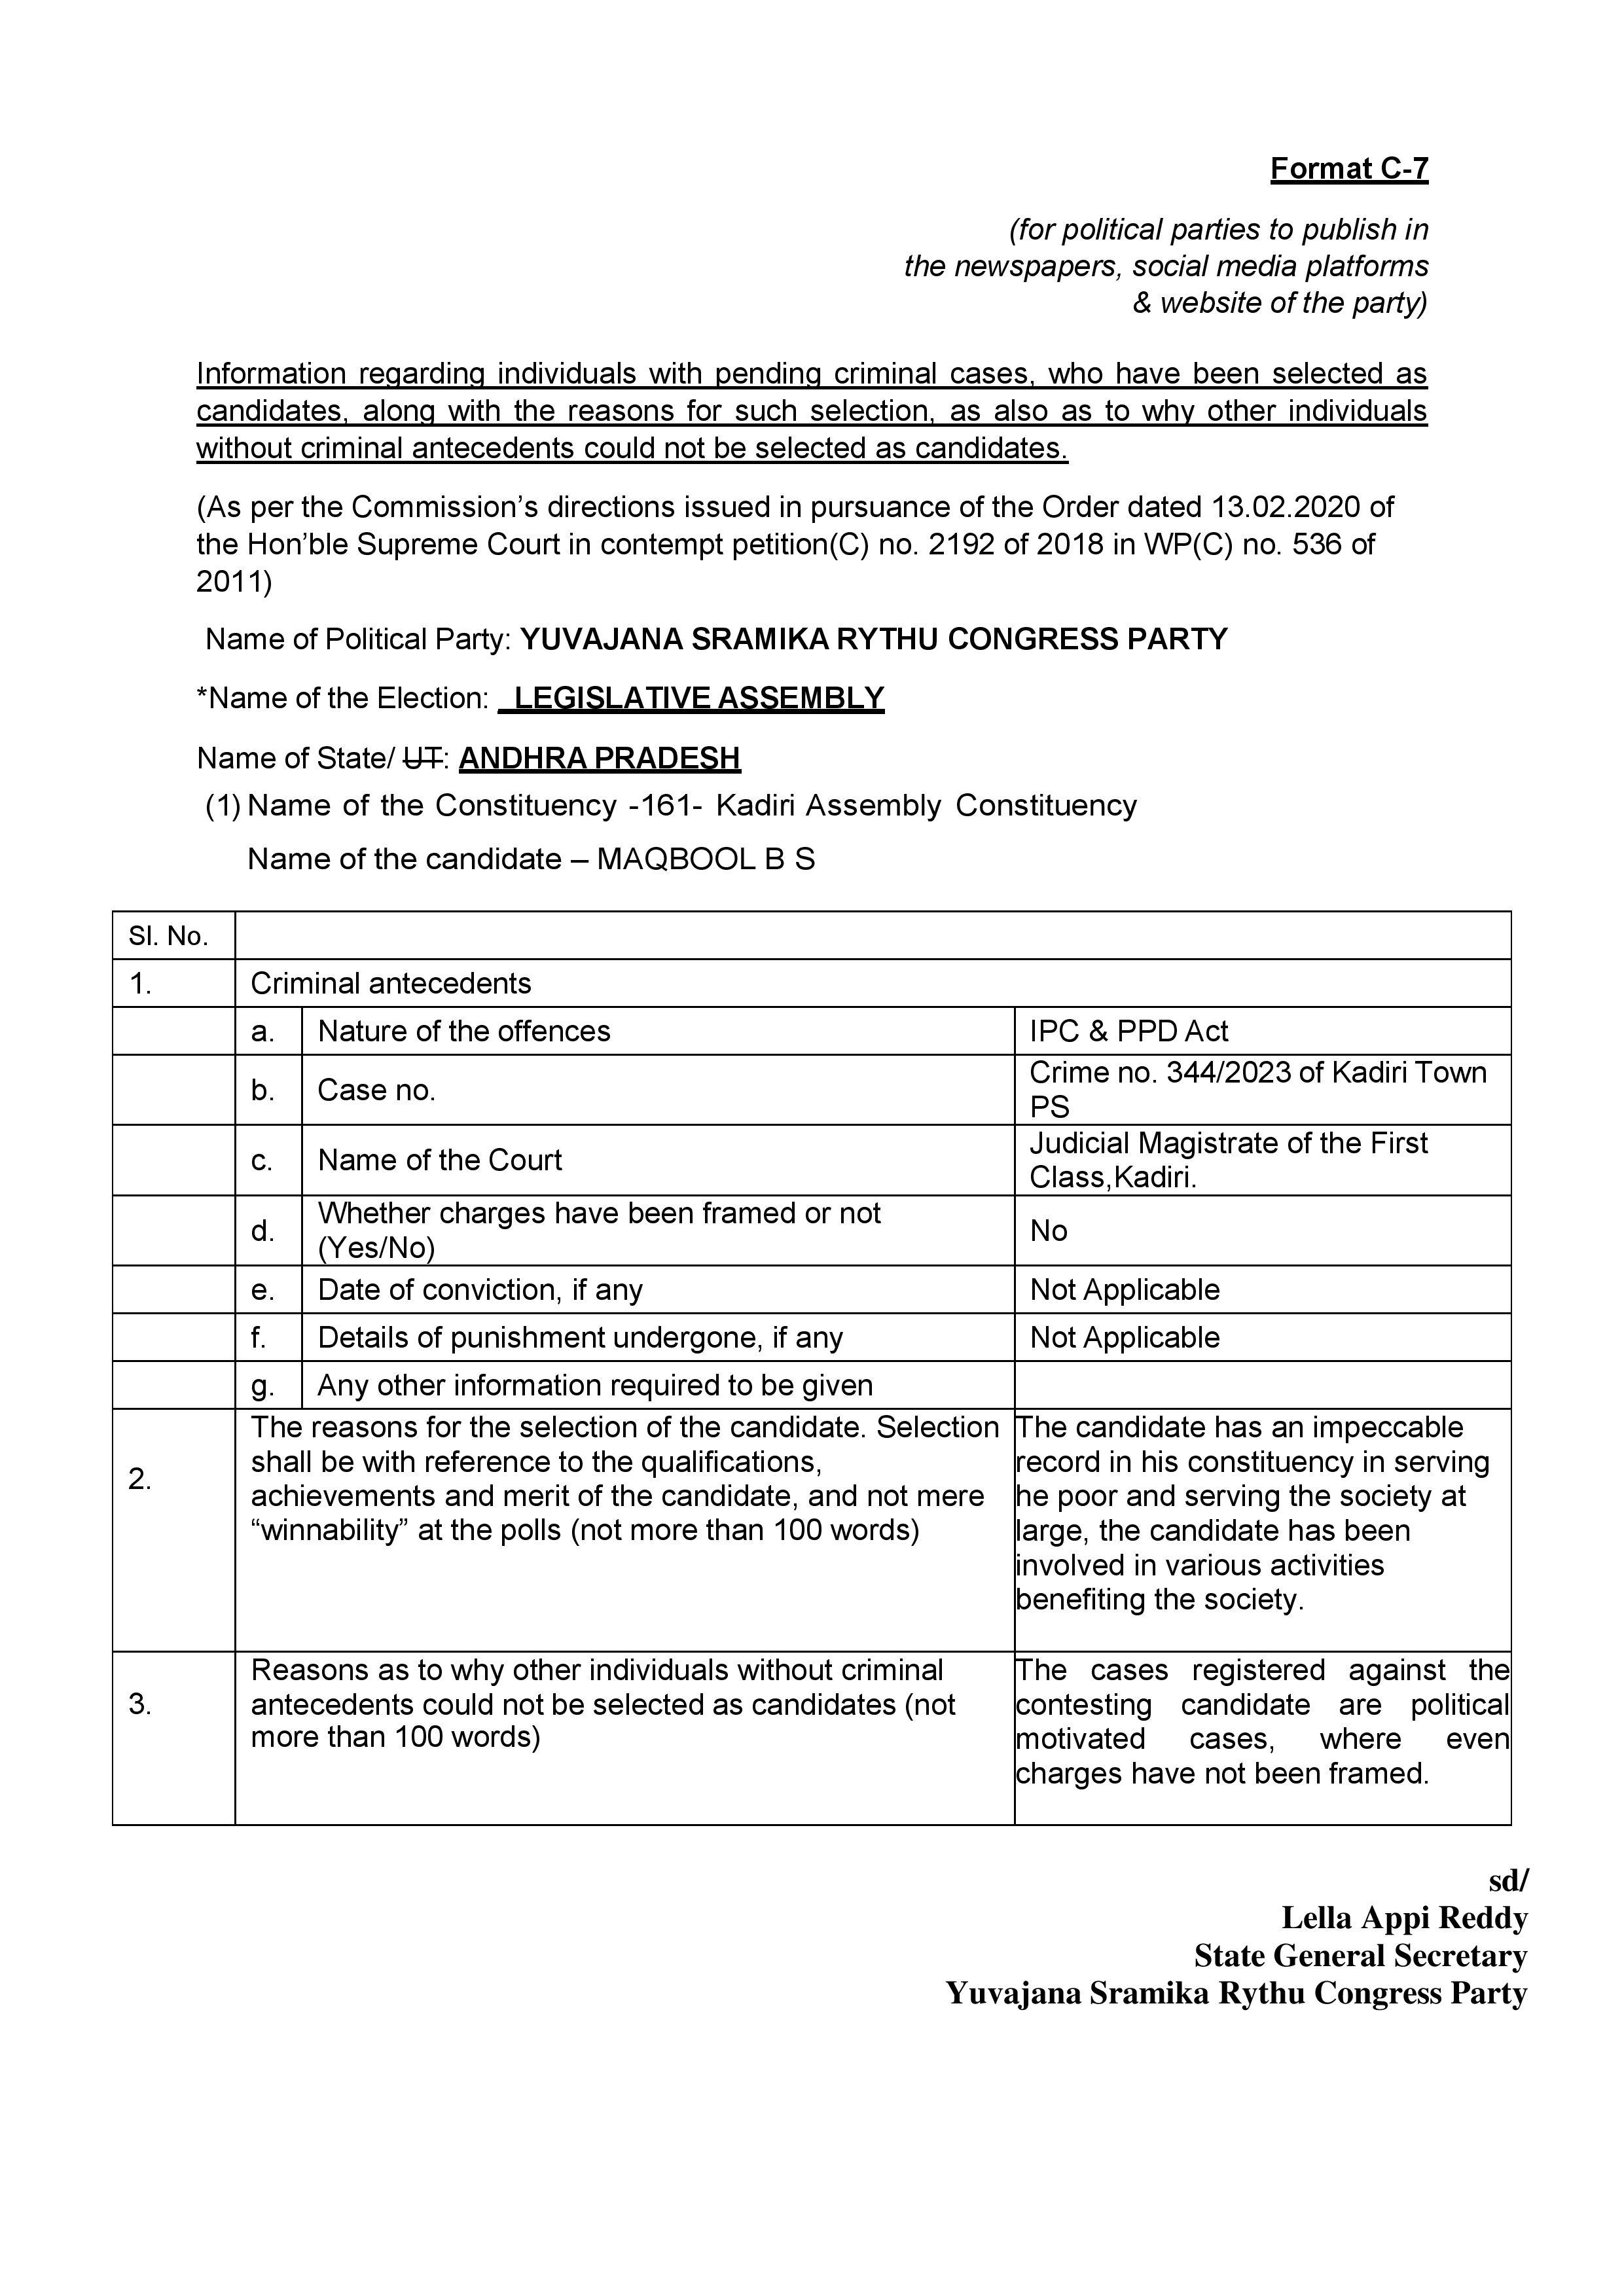 Format C-7
(for political parties to publish in
the newspapers, social media platforms
& website of the party)
Information regarding individuals with pending criminal cases, who have been selected as
candidates, along with the reasons for such selection, as also as to why other individuals
without criminal antecedents could not be selected as candidates.
(As per the Commission’s directions issued in pursuance of the Order dated 13.02.2020 of
the Hon’ble Supreme Court in contempt petition(C) no. 2192 of 2018 in WP(C) no. 536 of
2011)
Name of Political Party: YUVAJANA SRAMIKA RYTHU CONGRESS PARTY
*Name of the Election: _LEGISLATIVE ASSEMBLY
Name of State/ UT: ANDHRA PRADESH
(1) Name of the Constituency -161- Kadiri Assembly Constituency
Name of the candidate – MAQBOOL B S
Sl. No.
1. Criminal antecedents
a. Nature of the offences IPC & PPD Act
b. Case no. Crime no. 344/2023 of Kadiri Town
PS
c. Name of the Court Judicial Magistrate of the First
Class,Kadiri.
d. Whether charges have been framed or not
(Yes/No) No
e. Date of conviction, if any Not Applicable
f. Details of punishment undergone, if any Not Applicable
g. Any other information required to be given
2. The reasons for the selection of the candidate. Selection
shall be with reference to the qualifications,
achievements and merit of the candidate, and not mere
“winnability” at the polls (not more than 100 words)
The candidate has an impeccable
record in his constituency in serving
he poor and serving the society at
large, the candidate has been
involved in various activities
benefiting the society.
3. Reasons as to why other individuals without criminal
antecedents could not be selected as candidates (not
more than 100 words)
The cases registered against the
contesting candidate are political
motivated cases, where even
charges have not been framed.
sd/
Lella Appi Reddy
State General Secretary
Yuvajana Sramika Rythu Congress Party